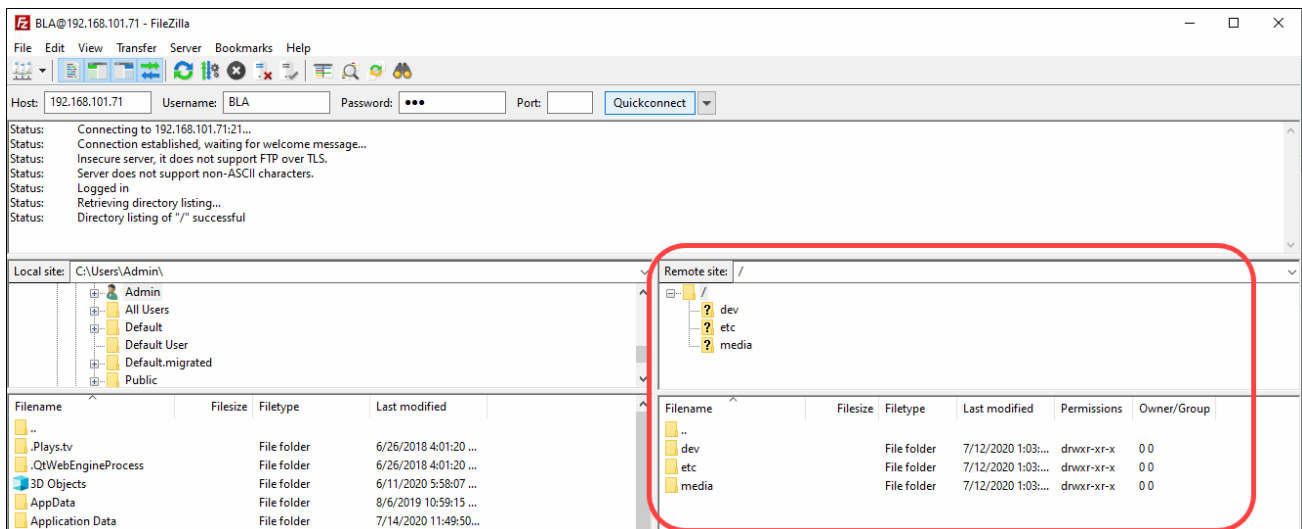 BLA@192.168.101.71 - FileZilla
File Edit View Transfer Server Bookmarks Help
Host: 192.168.101.71 Username: BLA Password: ●●● Port: Quickconnect
Status: Connecting to 192.168.101.71:21...
Status: Connection established, waiting for welcome message...
Status: Insecure server, it does not support FTP over TLS.
Status: Server does not support non-ASCII characters.
Status: Logged in
Status: Retrieving directory listing...
Status: Directory listing of "/" successful
Local site: C:\Users\Admin\
Admin
All Users
Default
Default User
Default.migrated
Public
Filename Filesize Filetype Last modified
..
.Plays.tv File folder 6/26/2018 4:01:20 ...
.QtWebEngineProcess File folder 6/26/2018 4:01:20 ...
3D Objects File folder 6/11/2020 5:58:07 ...
AppData File folder 8/6/2019 10:59:15 ...
Application Data File folder 7/14/2020 11:49:50...
Remote site: /
/
? dev
? etc
? media
Filename Filesize Filetype Last modified Permissions Owner/Group
..
dev File folder 7/12/2020 1:03:... drwxr-xr-x 0 0
etc File folder 7/12/2020 1:03:... drwxr-xr-x 0 0
media File folder 7/12/2020 1:03:... drwxr-xr-x 0 0